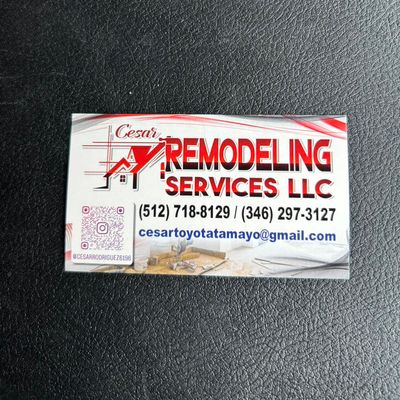 Cesar
REMODELING
SERVICES LLC
(512) 718-8129 / (346) 297-3127
cesartoyotatamayo@gmail.com
@CESARRODRIGUEZ6196